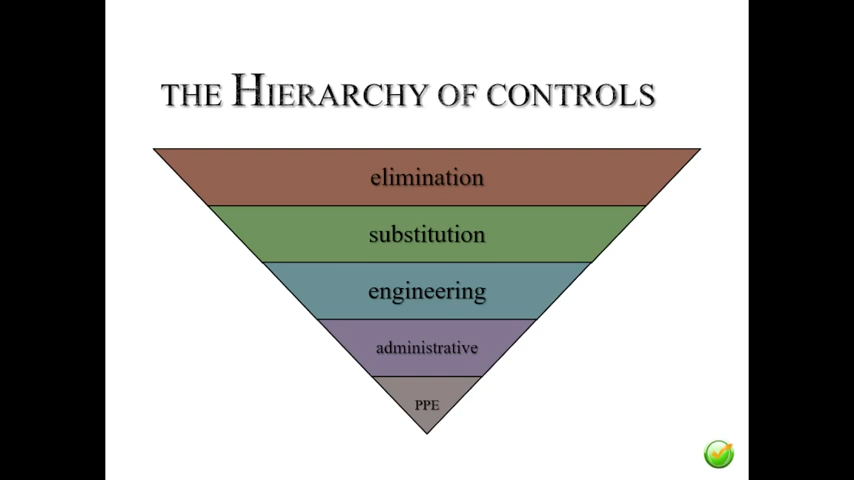 THE HIERARCHY OF CONTROLS
elimination
substitution
engineering
administrative
PPE